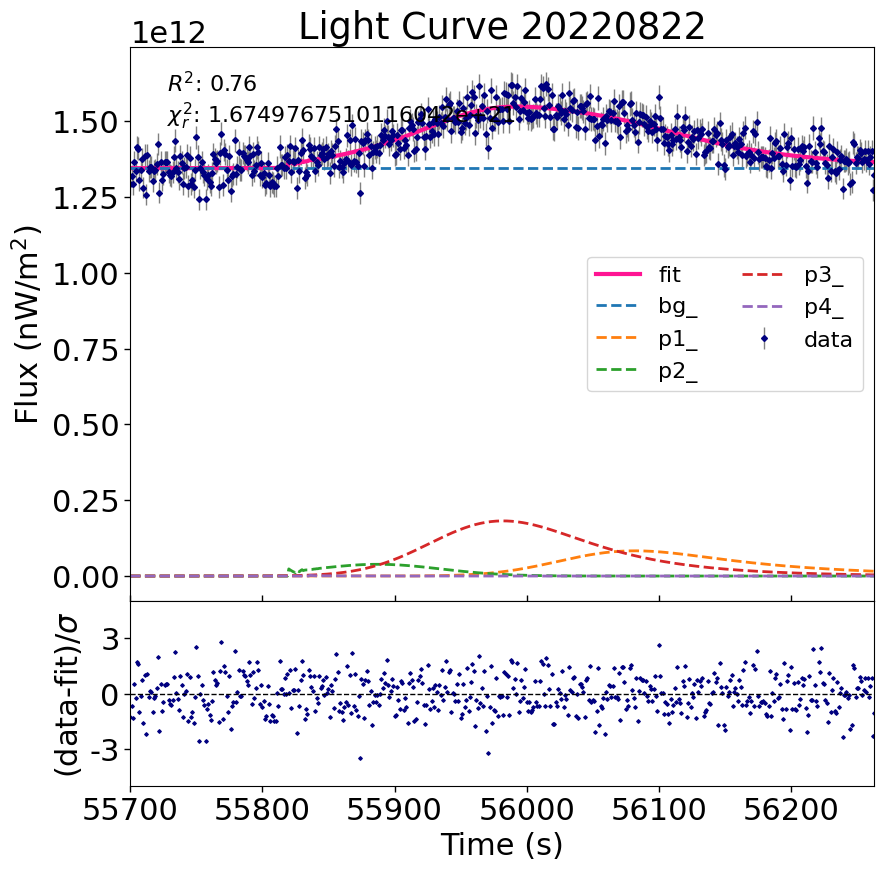 Light Curve 20220822
1e12
R²: 0.76
χ²ᵣ: 1.6749767510116042e+21
1.50
1.25
1.00
0.75
0.50
0.25
0.00
Flux (nW/m²)
fit
bg_
p1_
p2_
p3_
p4_
data
3
0
-3
(data-fit)/σ
55700 55800 55900 56000 56100 56200
Time (s)